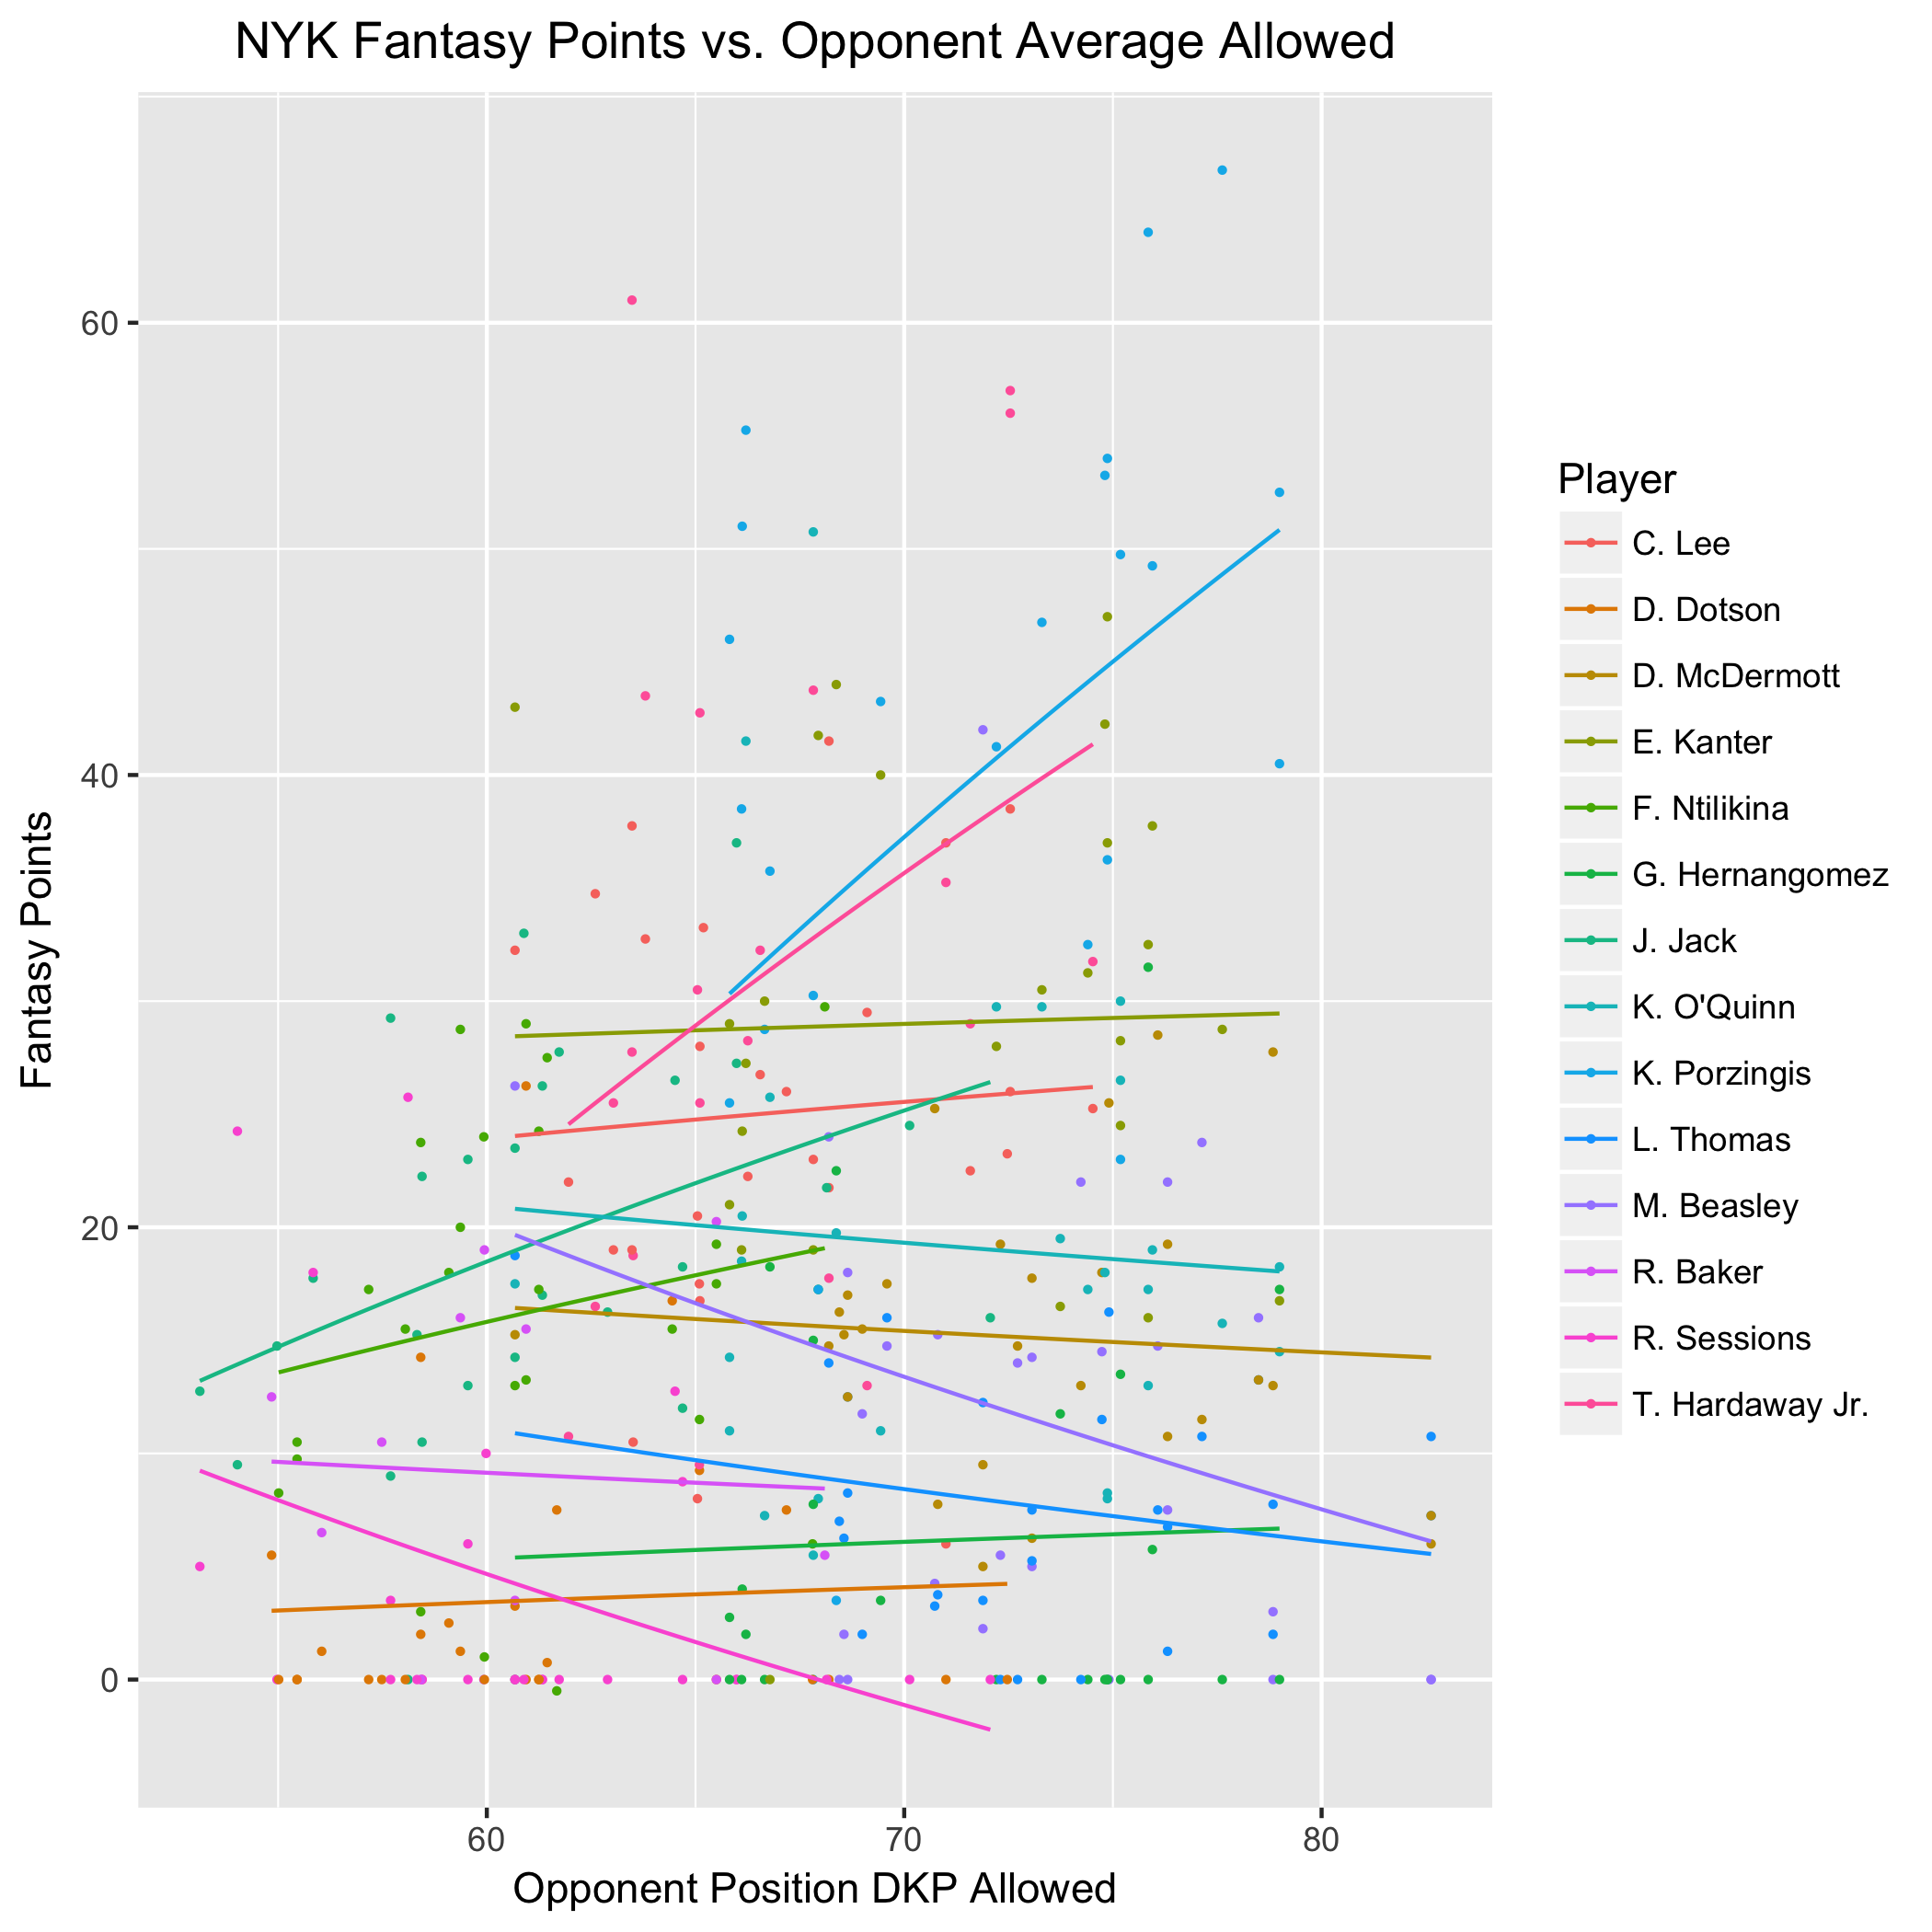 NYK Fantasy Points vs. Opponent Average Allowed
Fantasy Points
60
40
20
0
60 70 80
Opponent Position DKP Allowed
Player
C. Lee
D. Dotson
D. McDermott
E. Kanter
F. Ntilikina
G. Hernangomez
J. Jack
K. O'Quinn
K. Porzingis
L. Thomas
M. Beasley
R. Baker
R. Sessions
T. Hardaway Jr.